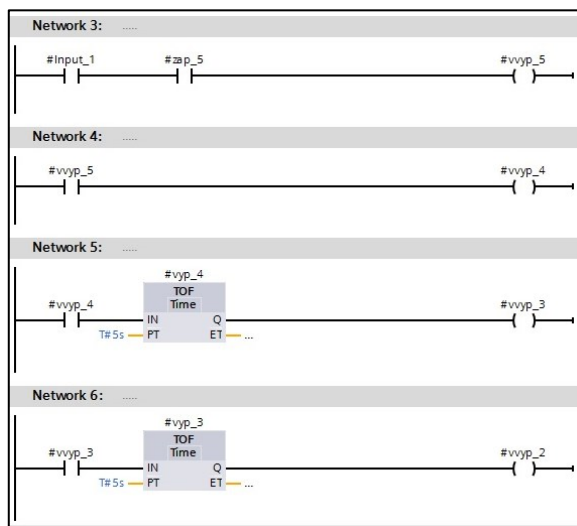 Network 3: .....
#Input_1 #zap_5 #vvyp_5
Network 4: .....
#vvyp_5 #vvyp_4
Network 5: .....
#vyp_4
TOF
Time
#vvyp_4 #vvyp_3
IN Q
T#5s PT ET ...
Network 6: .....
#vyp_3
TOF
Time
#vvyp_3 #vvyp_2
IN Q
T#5s PT ET ...